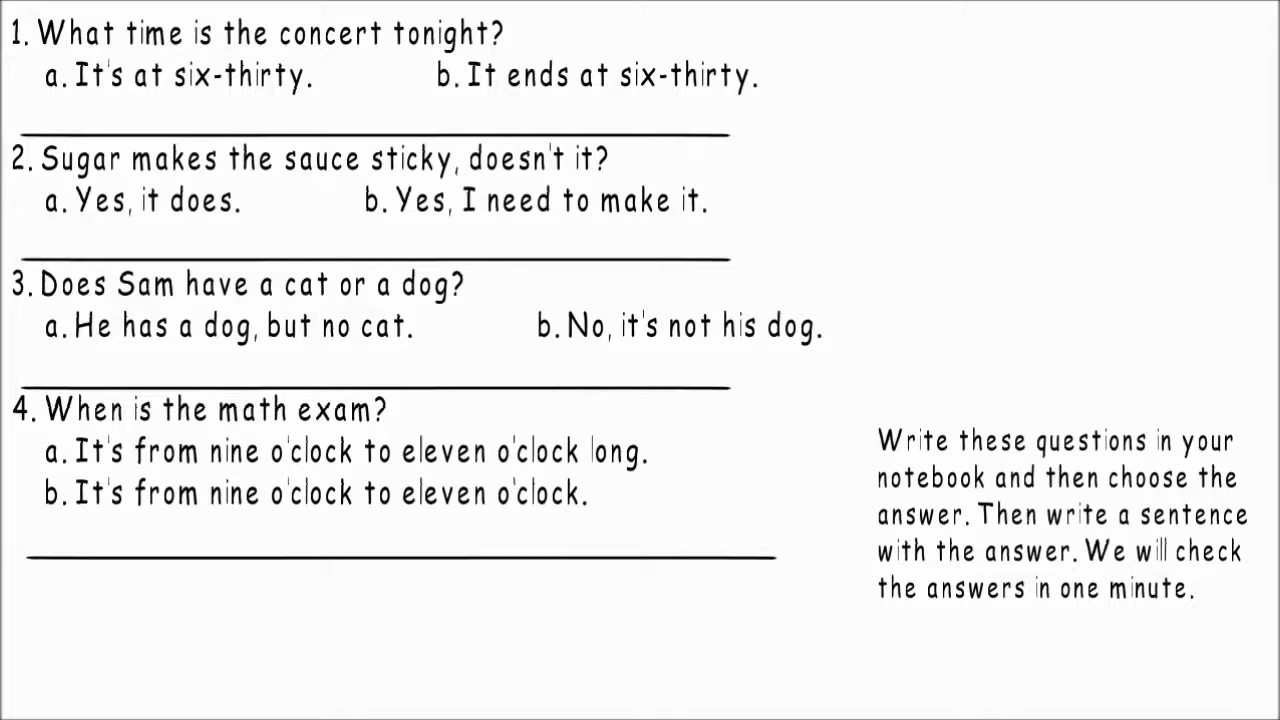 1. What time is the concert tonight?
a. It's at six-thirty. b. It ends at six-thirty.
2. Sugar makes the sauce sticky, doesn't it?
a. Yes, it does. b. Yes, I need to make it.
3. Does Sam have a cat or a dog?
a. He has a dog, but no cat. b. No, it's not his dog.
4. When is the math exam?
a. It's from nine o'clock to eleven o'clock long.
b. It's from nine o'clock to eleven o'clock.
Write these questions in your
notebook and then choose the
answer. Then write a sentence
with the answer. We will check
the answers in one minute.